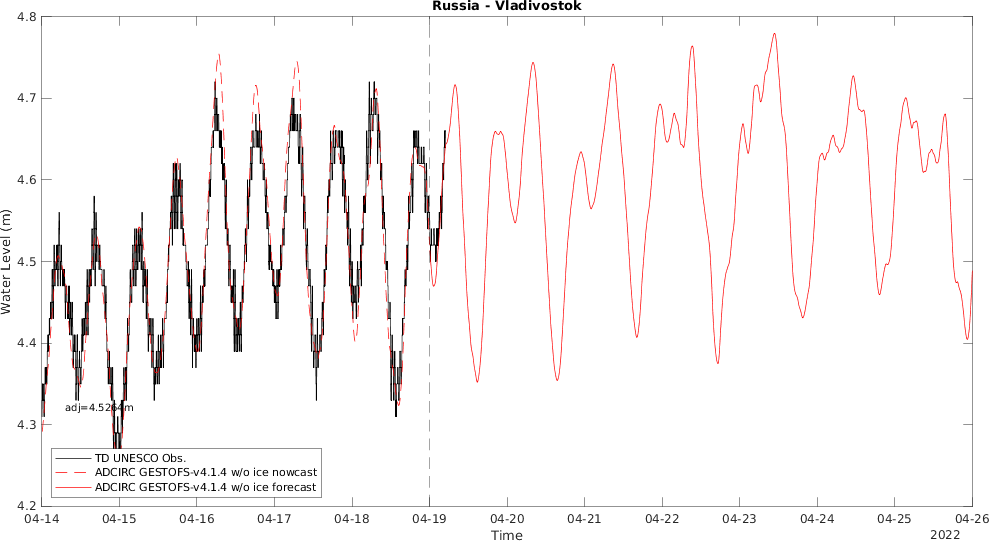 Russia - Vladivostok
4.8
4.7
4.6
4.5
4.4
4.3
4.2
Water Level (m)
adj=4.5264m
TD UNESCO Obs.
ADCIRC GESTOFS-v4.1.4 w/o ice nowcast
ADCIRC GESTOFS-v4.1.4 w/o ice forecast
04-14 04-15 04-16 04-17 04-18 04-19 04-20 04-21 04-22 04-23 04-24 04-25 04-26
Time
2022